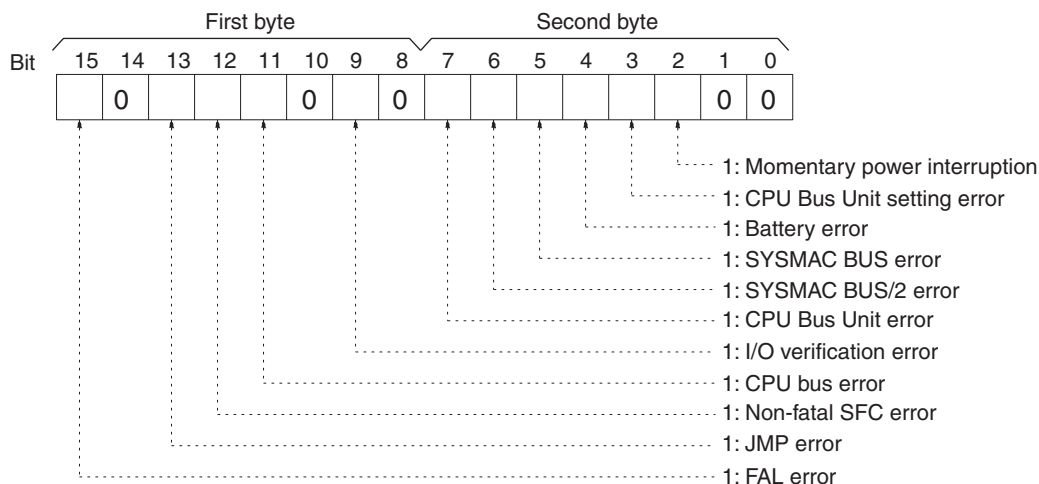 First byte Second byte
Bit 15 14 13 12 11 10 9 8 7 6 5 4 3 2 1 0
0 0 0 0 0
1: Momentary power interruption
1: CPU Bus Unit setting error
1: Battery error
1: SYSMAC BUS error
1: SYSMAC BUS/2 error
1: CPU Bus Unit error
1: I/O verification error
1: CPU bus error
1: Non-fatal SFC error
1: JMP error
1: FAL error